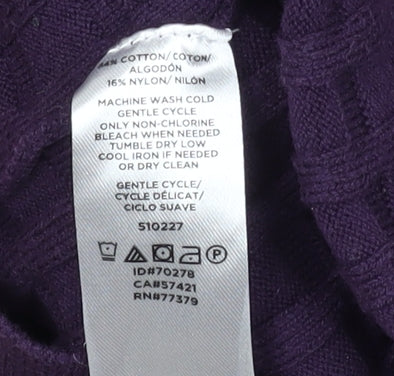 84% COTTON/COTON/
ALGODÓN
16% NYLON/NILÓN
MACHINE WASH COLD
GENTLE CYCLE
ONLY NON-CHLORINE
BLEACH WHEN NEEDED
TUMBLE DRY LOW
COOL IRON IF NEEDED
OR DRY CLEAN
GENTLE CYCLE/
CYCLE DÉLICAT/
CICLO SUAVE
510227
P
ID#70278
CA#57421
RN#77379